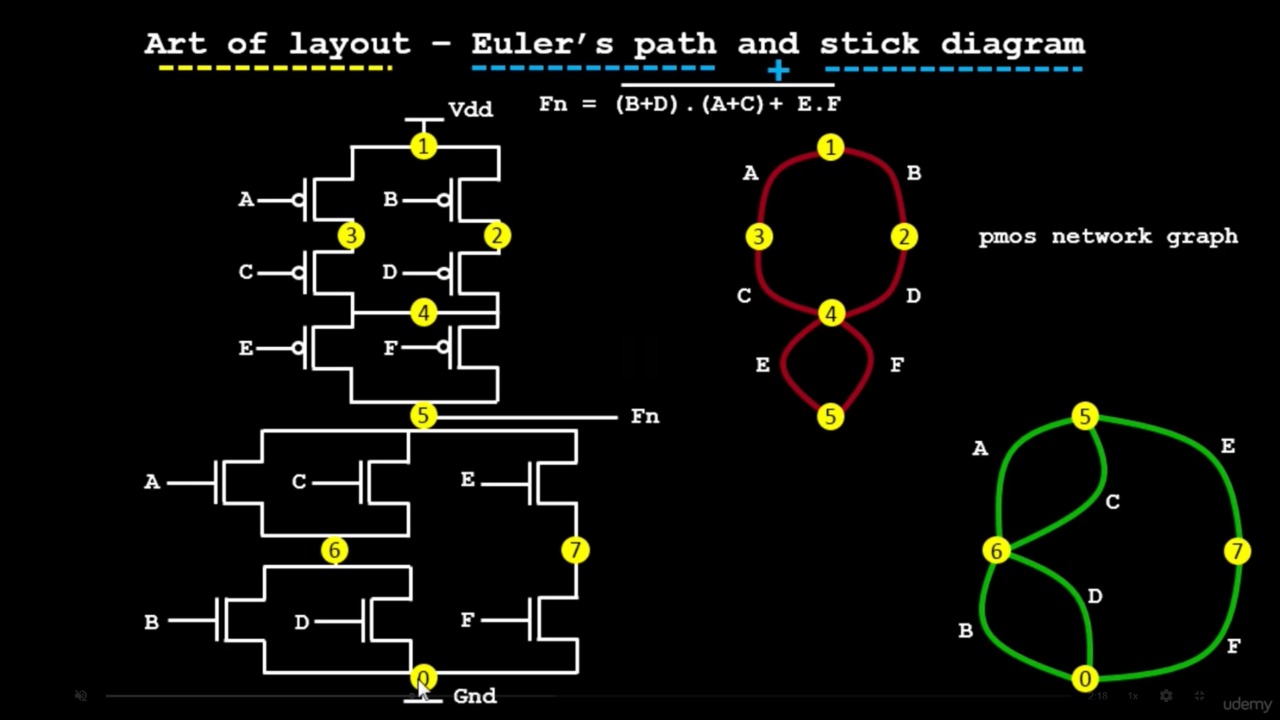 Art of layout – Euler's path and stick diagram
+
Fn = (B+D).(A+C)+ E.F
Vdd
1
1
A
B
A
B
3
2
3
2
pmos network graph
C
D
C
D
4
4
E
F
E
F
5
Fn
5
5
A
C
E
A
E
C
6
7
6
7
B
D
F
D
B
F
0
Gnd
0
1x
udemy